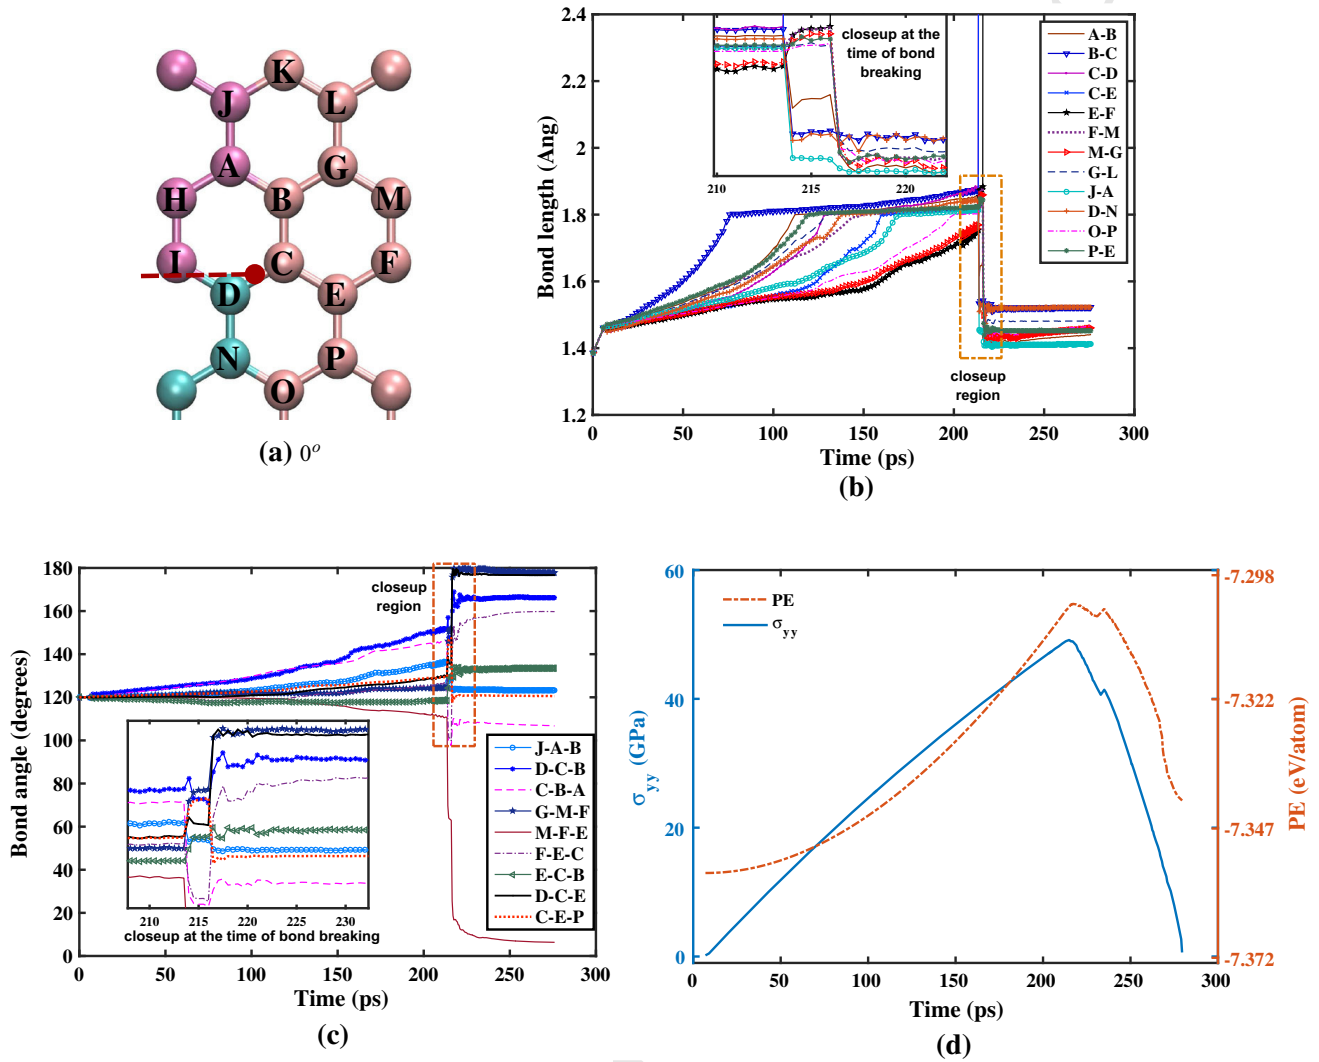 K
J
L
A
G
H
B
M
I
C
F
D
E
N
P
O
(a) 0°
2.4
2.2
2
1.8
1.6
1.4
1.2
0
50
100
150
200
250
300
Bond length (Ang)
Time (ps)
closeup at the
time of bond
breaking
210
215
220
closeup
region
A-B
B-C
C-D
C-E
E-F
F-M
M-G
G-L
J-A
D-N
O-P
P-E
(b)
180
160
140
120
100
80
60
40
20
0
0
50
100
150
200
250
300
Bond angle (degrees)
Time (ps)
closeup
region
210
215
220
225
230
closeup at the time of bond breaking
J-A-B
D-C-B
C-B-A
G-M-F
M-F-E
F-E-C
E-C-B
D-C-E
C-E-P
(c)
60
40
20
0
σyy (GPa)
PE
σyy
-7.298
-7.322
-7.347
-7.372
PE (eV/atom)
0
50
100
150
200
250
300
Time (ps)
(d)